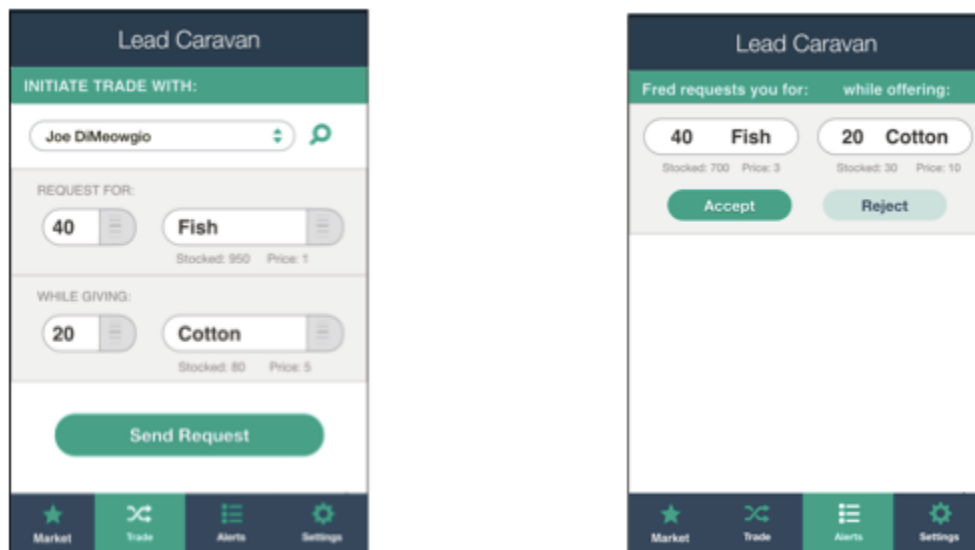 Lead Caravan
INITIATE TRADE WITH:
Joe DiMeowgio
REQUEST FOR:
40 Fish
Stocked: 950 Price: 1
WHILE GIVING:
20 Cotton
Stocked: 80 Price: 5
Send Request
Market Trade Alerts Settings
Lead Caravan
Fred requests you for: while offering:
40 Fish 20 Cotton
Stocked: 700 Price: 3 Stocked: 30 Price: 10
Accept Reject
Market Trade Alerts Settings